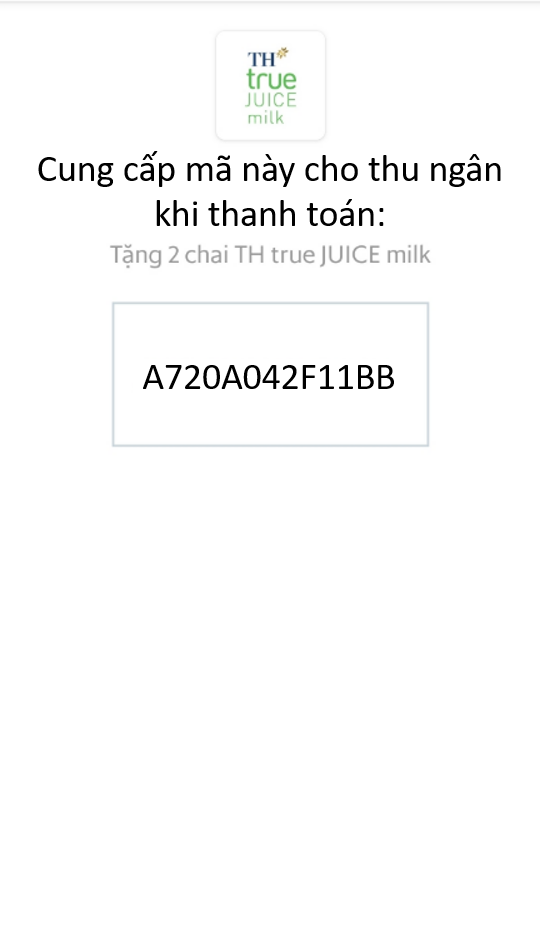 TH
true
JUICE
milk
Cung cấp mã này cho thu ngân
khi thanh toán:
Tặng 2 chai TH true JUICE milk
A720A042F11BB